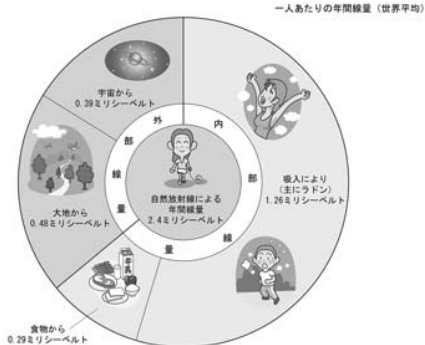 一人あたりの年間線量（世界平均）
宇宙から
0.39ミリシーベルト
外部線量
内部線量
自然放射線による
年間線量
2.4ミリシーベルト
吸入により
（主にラドン）
1.26ミリシーベルト
大地から
0.48ミリシーベルト
牛乳
食物から
0.29ミリシーベルト